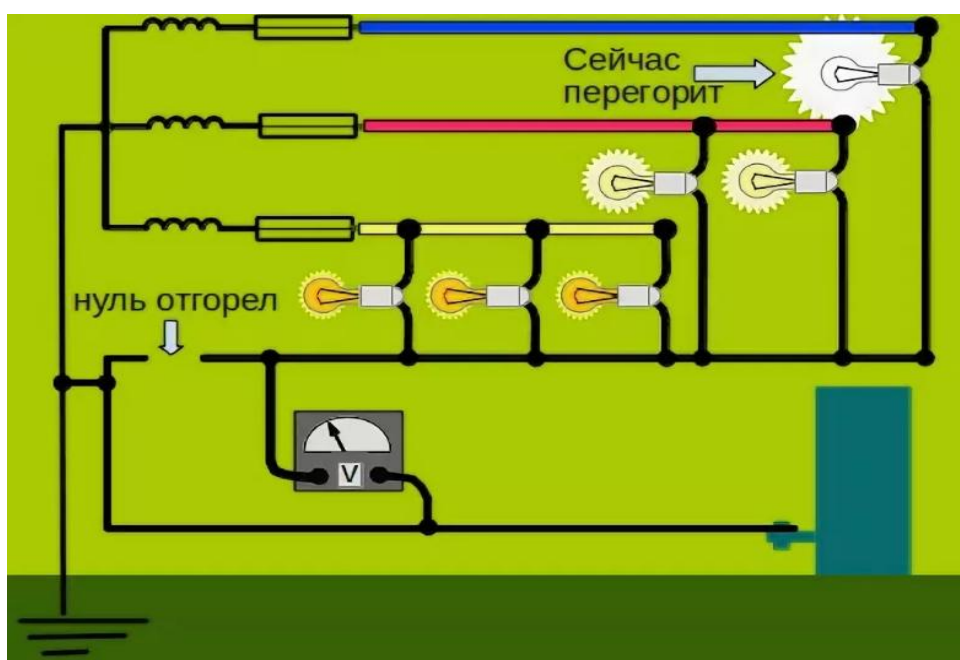 Сейчас
перегорит
нуль отгорел
V